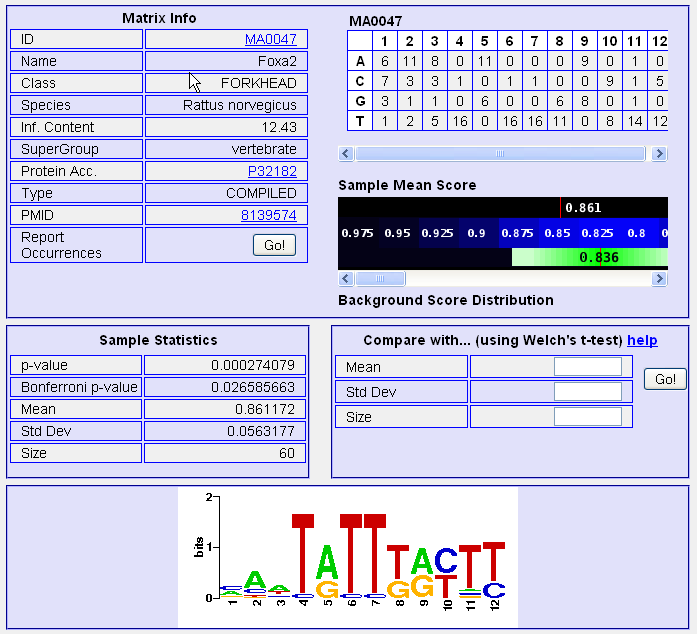 Matrix Info
ID MA0047
Name Foxa2
Class FORKHEAD
Species Rattus norvegicus
Inf. Content 12.43
SuperGroup vertebrate
Protein Acc. P32182
Type COMPILED
PMID 8139574
Report
Occurrences Go!
MA0047
1 2 3 4 5 6 7 8 9 10 11 12
A 6 11 8 0 11 0 0 0 9 0 1 0
C 7 3 3 1 0 1 1 0 0 9 1 5
G 3 1 1 0 6 0 0 6 8 0 1 0
T 1 2 5 16 0 16 16 11 0 8 14 12
Sample Mean Score
0.861
0.975 0.95 0.925 0.9 0.875 0.85 0.825 0.8
0.836
Background Score Distribution
Sample Statistics
p-value 0.000274079
Bonferroni p-value 0.026585663
Mean 0.861172
Std Dev 0.0563177
Size 60
Compare with... (using Welch's t-test) help
Mean
Std Dev
Size
Go!
2
bits
1
0
T A T T T A C T T
G G G T C
1 2 3 4 5 6 7 8 9 10 11 12